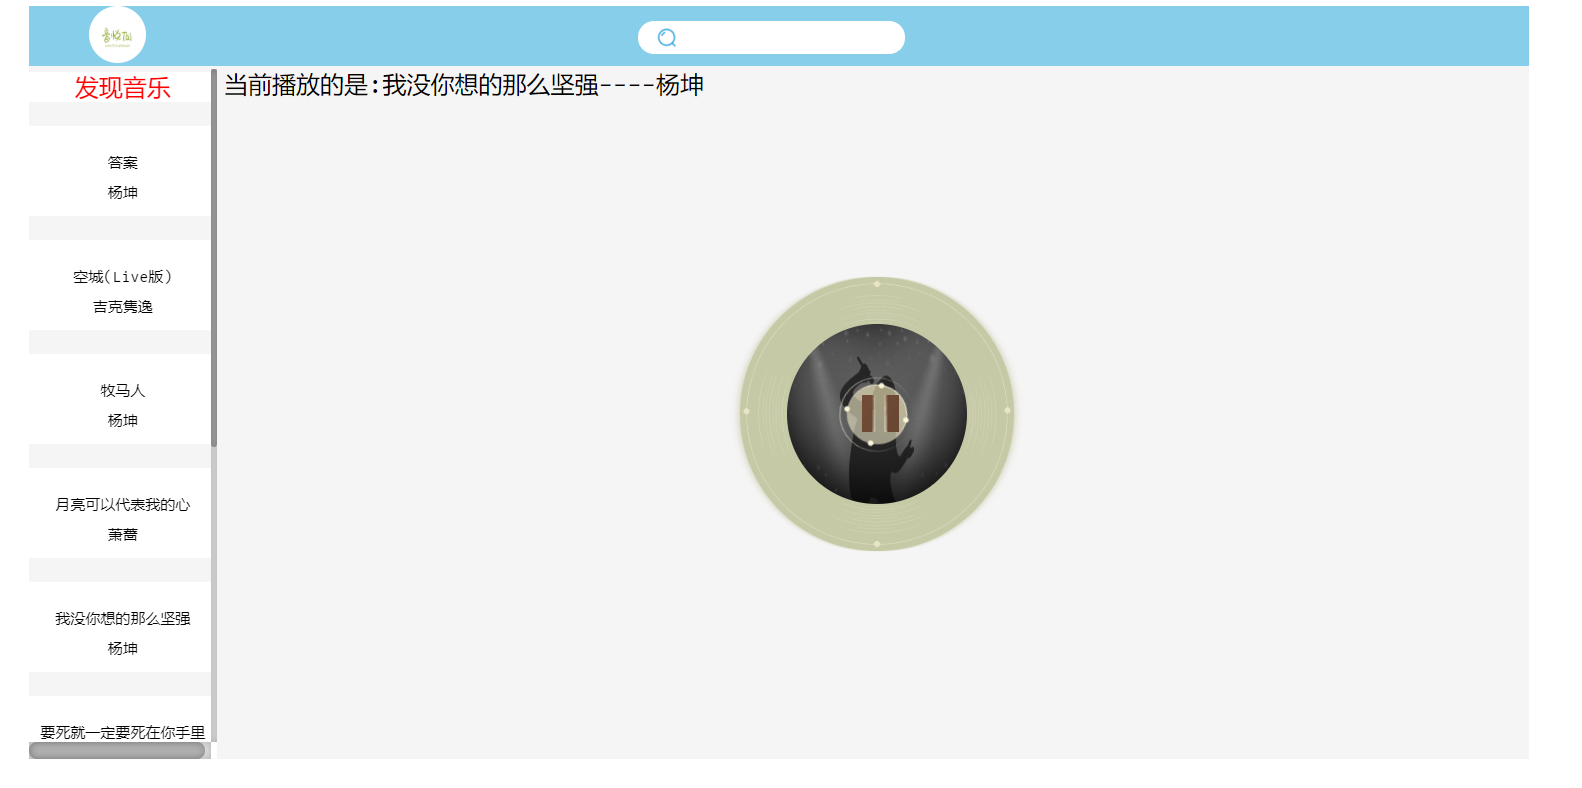 发现音乐
当前播放的是:我没你想的那么坚强----杨坤
答案
杨坤
空城(Live版)
吉克隽逸
牧马人
杨坤
月亮可以代表我的心
萧蔷
我没你想的那么坚强
杨坤
要死就一定要死在你手里